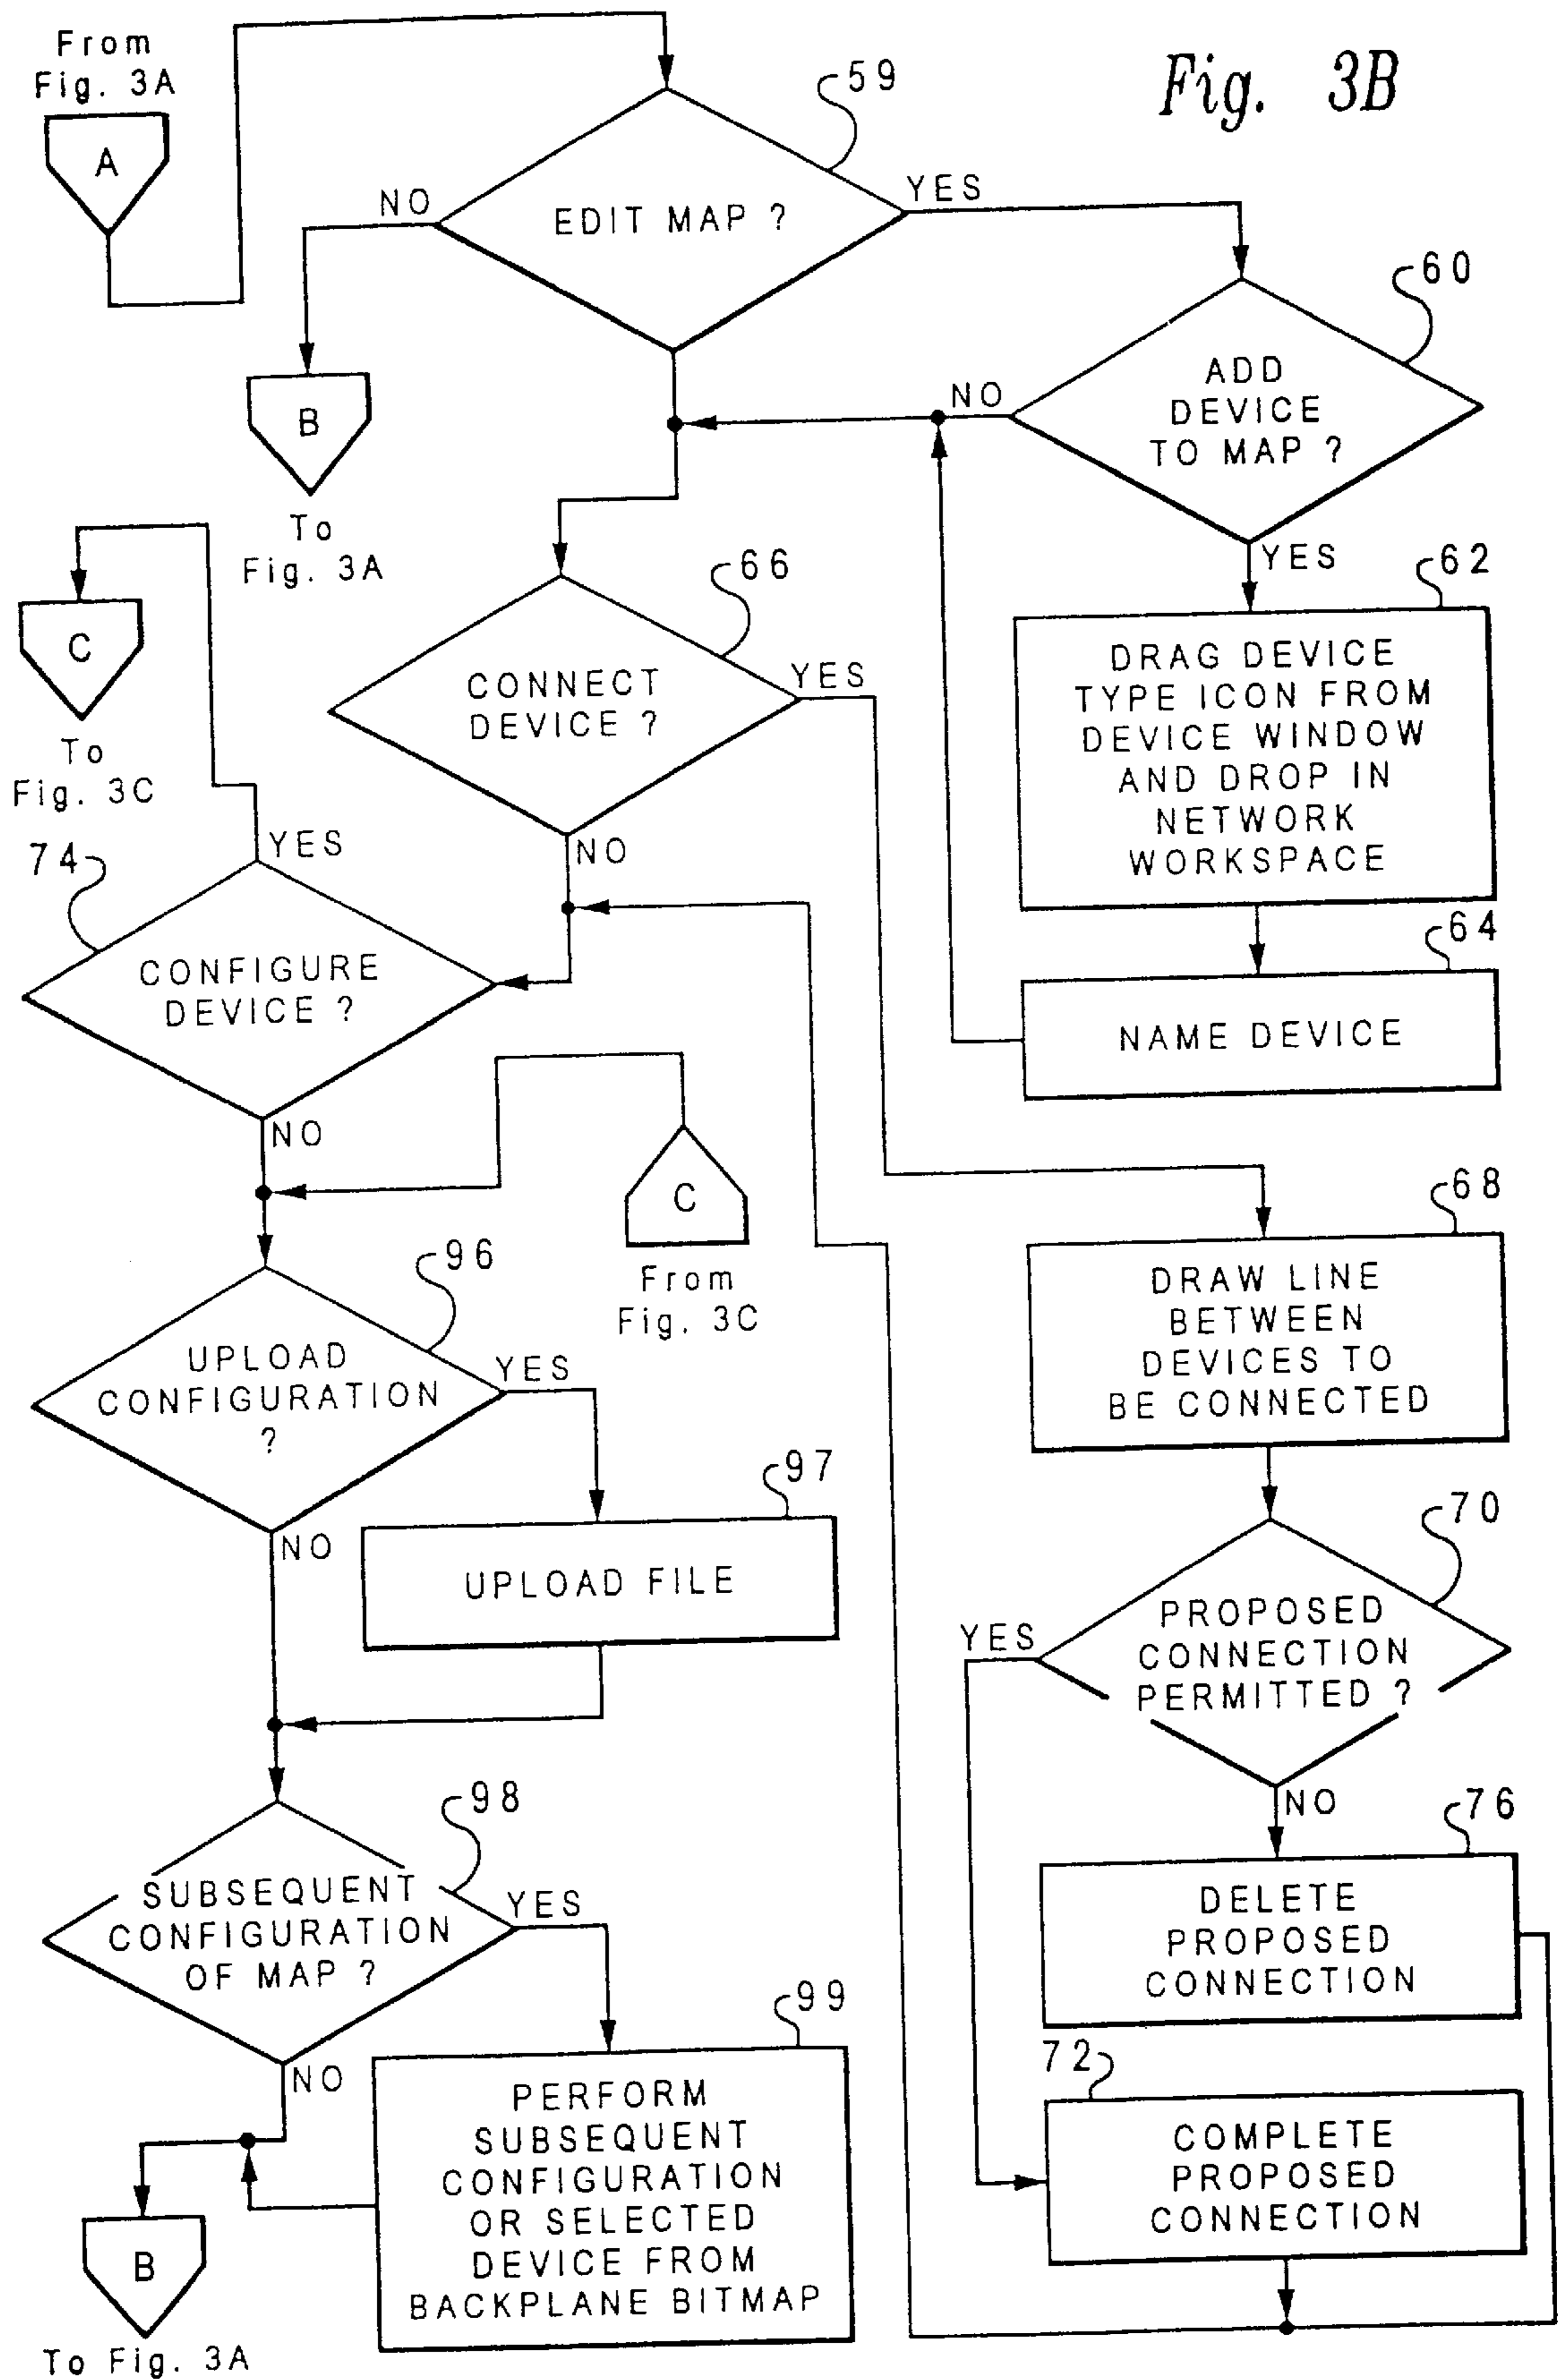 From
Fig. 3A
A
Fig. 3B
59
EDIT MAP ?
NO
YES
B
To
Fig. 3A
60
ADD
DEVICE
TO MAP ?
NO
YES
62
DRAG DEVICE
TYPE ICON FROM
DEVICE WINDOW
AND DROP IN
NETWORK
WORKSPACE
64
NAME DEVICE
66
CONNECT
DEVICE ?
YES
NO
C
To
Fig. 3C
74
YES
CONFIGURE
DEVICE ?
NO
C
From
Fig. 3C
68
DRAW LINE
BETWEEN
DEVICES TO
BE CONNECTED
70
PROPOSED
CONNECTION
PERMITTED ?
YES
NO
76
DELETE
PROPOSED
CONNECTION
72
COMPLETE
PROPOSED
CONNECTION
96
UPLOAD
CONFIGURATION
?
YES
NO
97
UPLOAD FILE
98
SUBSEQUENT
CONFIGURATION
OF MAP ?
YES
NO
99
PERFORM
SUBSEQUENT
CONFIGURATION
OR SELECTED
DEVICE FROM
BACKPLANE BITMAP
B
To Fig. 3A